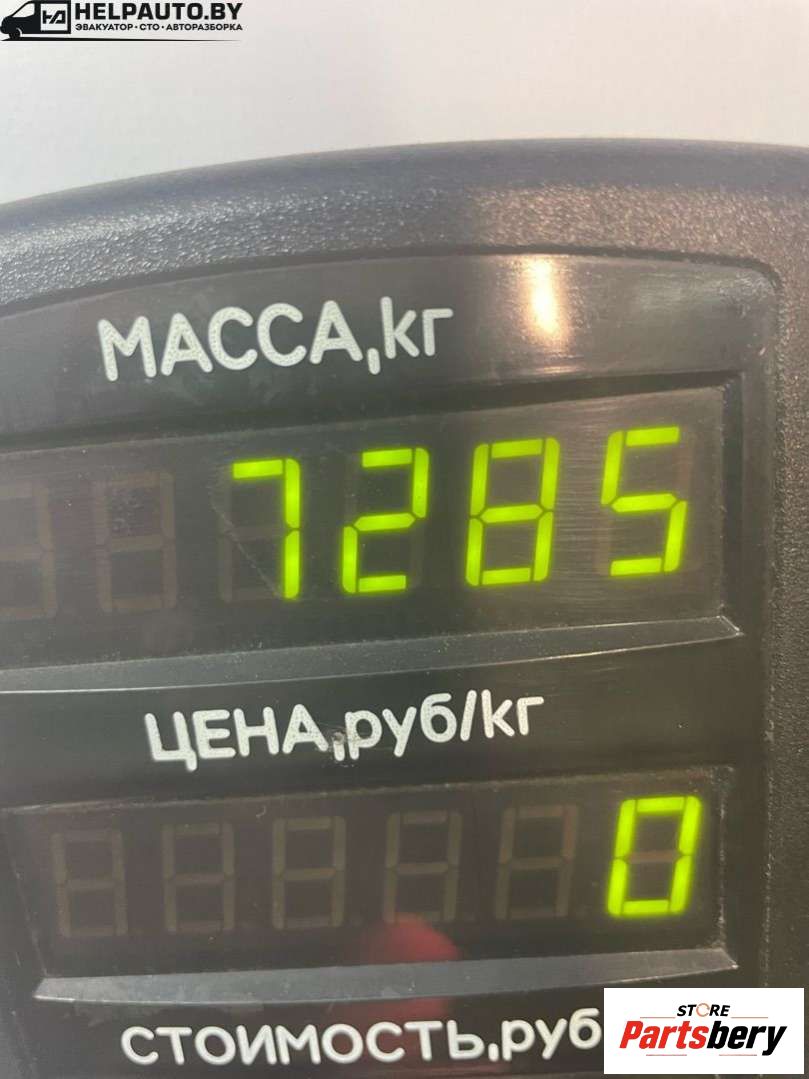 HELPAUTO.BY
ЭВАКУАТОР • СТО • АВТОРАЗБОРКА
МАССА,кг
7285
ЦЕНА,руб/кг
0
СТОИМОСТЬ,руб
STORE
Partsbery